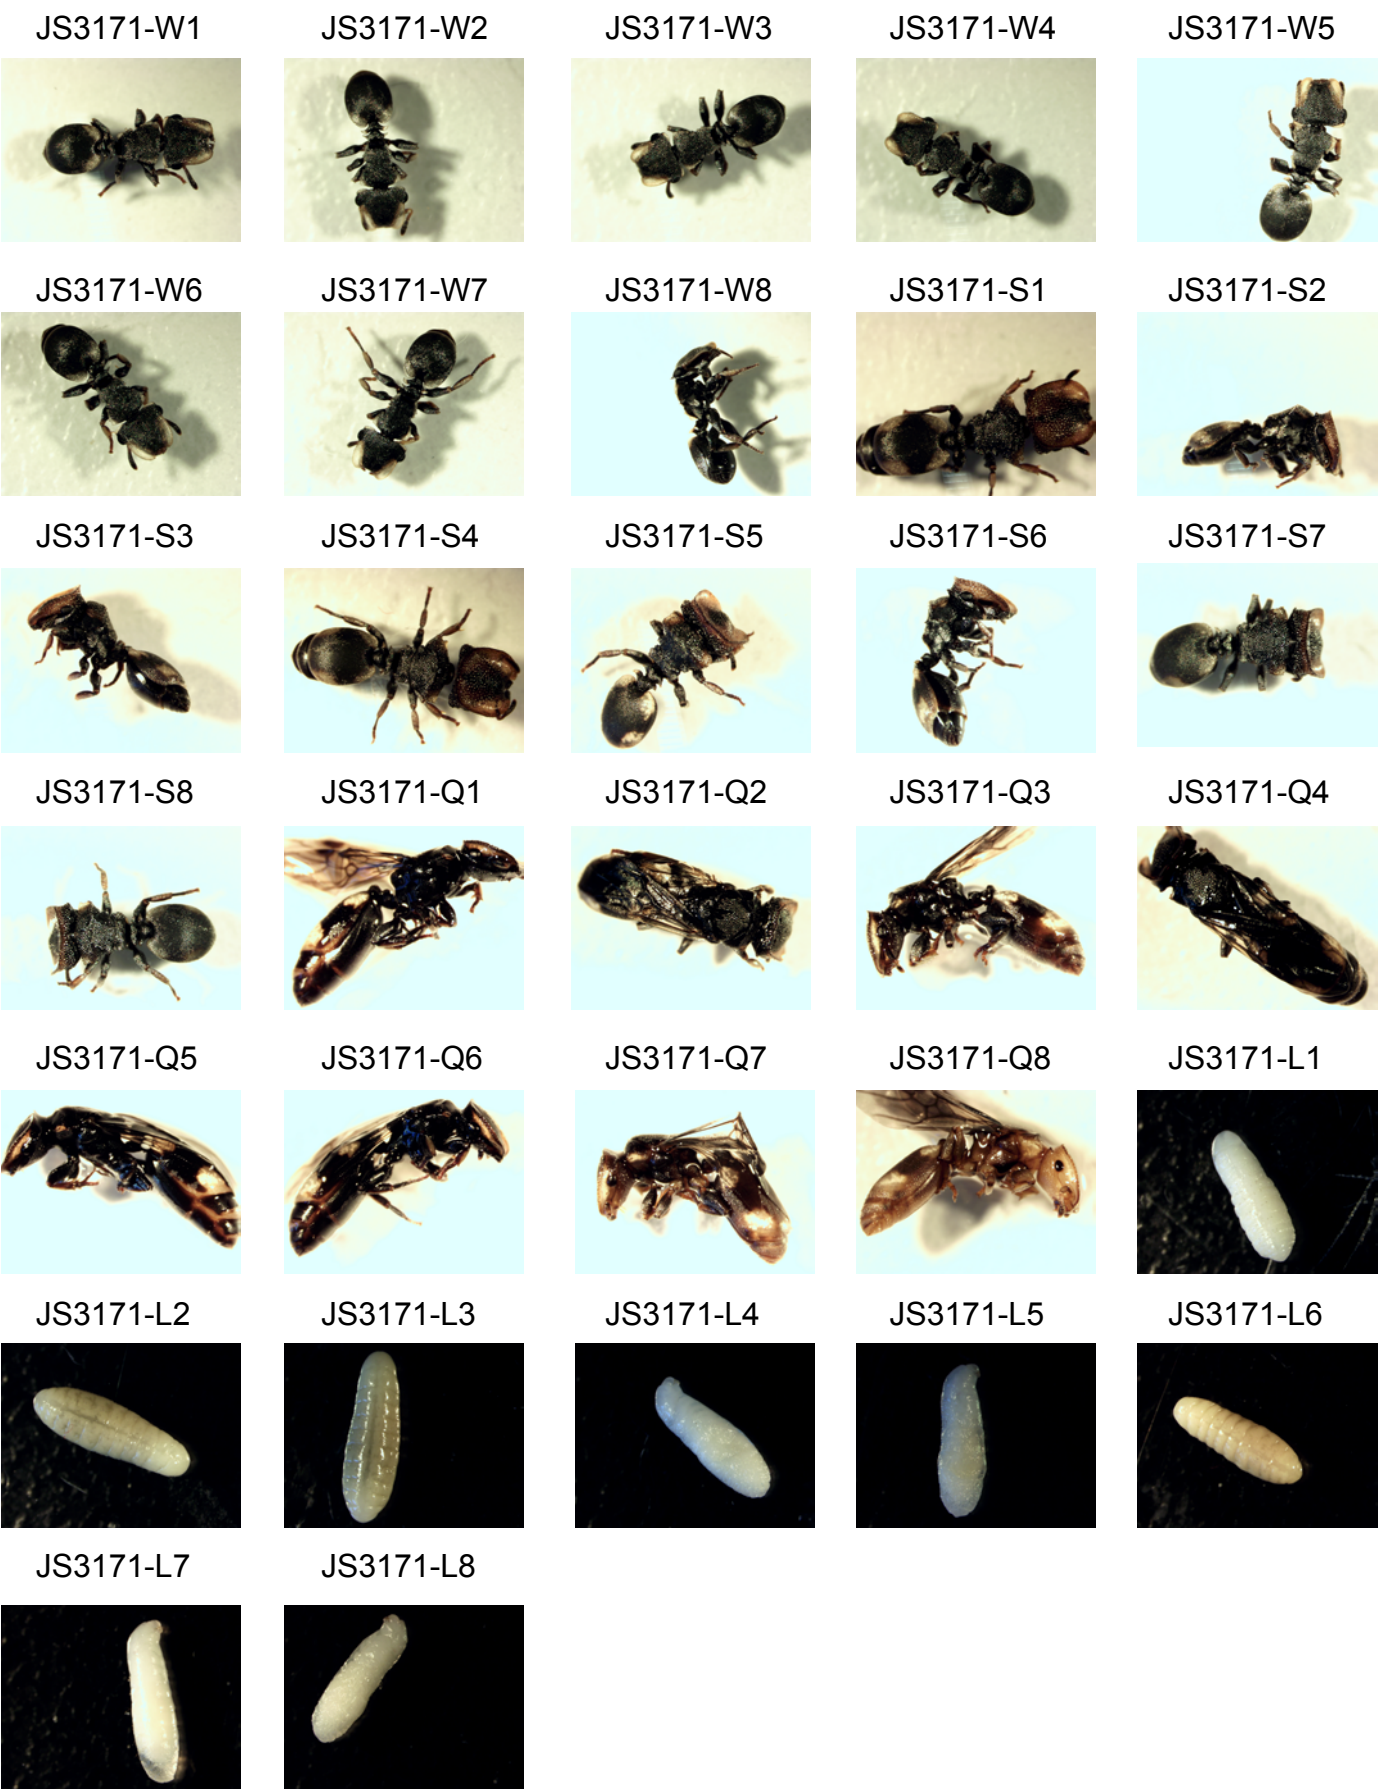 JS3171-W1 JS3171-W2 JS3171-W3 JS3171-W4 JS3171-W5
JS3171-W6 JS3171-W7 JS3171-W8 JS3171-S1 JS3171-S2
JS3171-S3 JS3171-S4 JS3171-S5 JS3171-S6 JS3171-S7
JS3171-S8 JS3171-Q1 JS3171-Q2 JS3171-Q3 JS3171-Q4
JS3171-Q5 JS3171-Q6 JS3171-Q7 JS3171-Q8 JS3171-L1
JS3171-L2 JS3171-L3 JS3171-L4 JS3171-L5 JS3171-L6
JS3171-L7 JS3171-L8